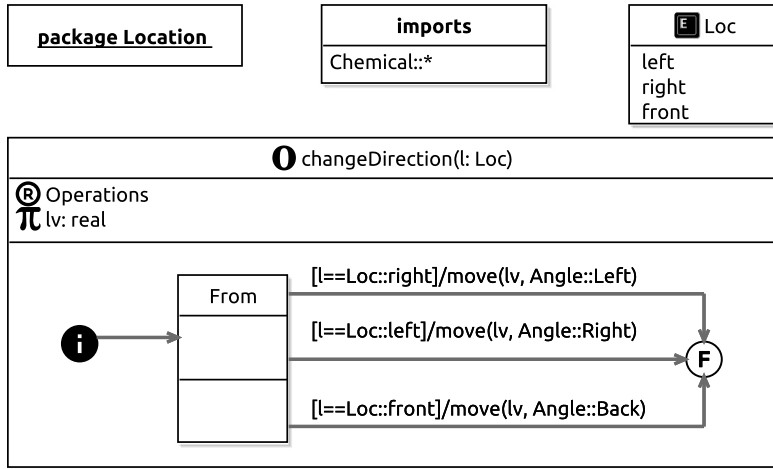 package Location
imports
Chemical::*
E Loc
left
right
front
O changeDirection(l: Loc)
R Operations
π lv: real
From
[l==Loc::right]/move(lv, Angle::Left)
[l==Loc::left]/move(lv, Angle::Right)
[l==Loc::front]/move(lv, Angle::Back)
i
F